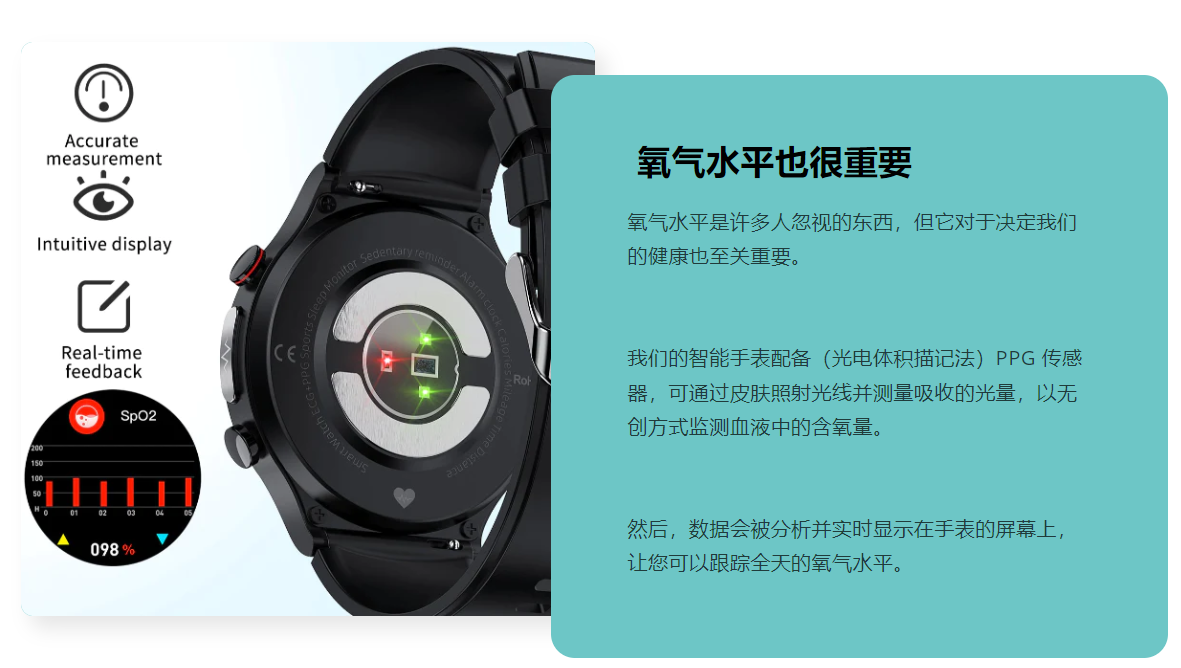 Accurate
measurement
Intuitive display
Real-time
feedback
SpO2
200
150
100
50
H
0 01 02 03 04 05
098 %
CE
Smart Watch ECG+PPG Sports Sleep Monitor Sedentary reminder Alarm clock Calories Mileage Time Distance
RoH
氧气水平也很重要
氧气水平是许多人忽视的东西，但它对于决定我们
的健康也至关重要。
我们的智能手表配备（光电体积描记法）PPG 传感
器，可通过皮肤照射光线并测量吸收的光量，以无
创方式监测血液中的含氧量。
然后，数据会被分析并实时显示在手表的屏幕上，
让您可以跟踪全天的氧气水平。